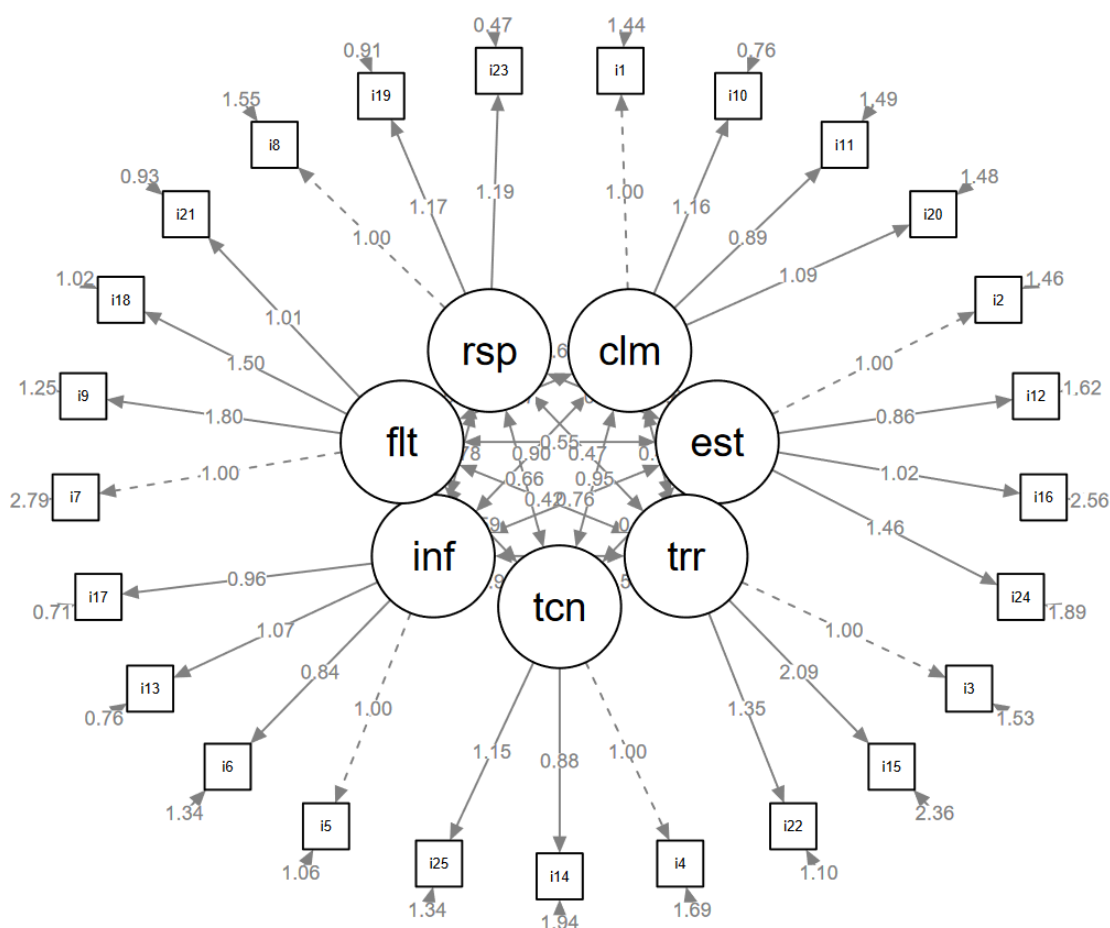 0.47 1.44
0.91 0.76
i23 i1
i19 i10
1.55 1.49
i8 i11
0.93 1.48
i21 1.17 1.19 1.00 1.16 i20
1.00 0.89
1.02 1.46
i18 1.09 i2
1.01
rsp clm
1.50 1.00
1.25 i9 i12 1.62
1.80 0.86
flt 0.55 est
0.90 0.47
1.00 1.02
2.79 i7 0.66 0.95 i16 2.56
0.42 0.76
1.46
inf trr
0.96
0.71 i17 tcn i24 1.89
1.07 1.00
0.84 2.09
i13 1.35 i3
0.76 1.00 1.53
1.15 0.88 1.00
i6 i15
1.34 2.36
i5 i22
1.06 i25 i14 i4 1.10
1.34 1.94 1.69